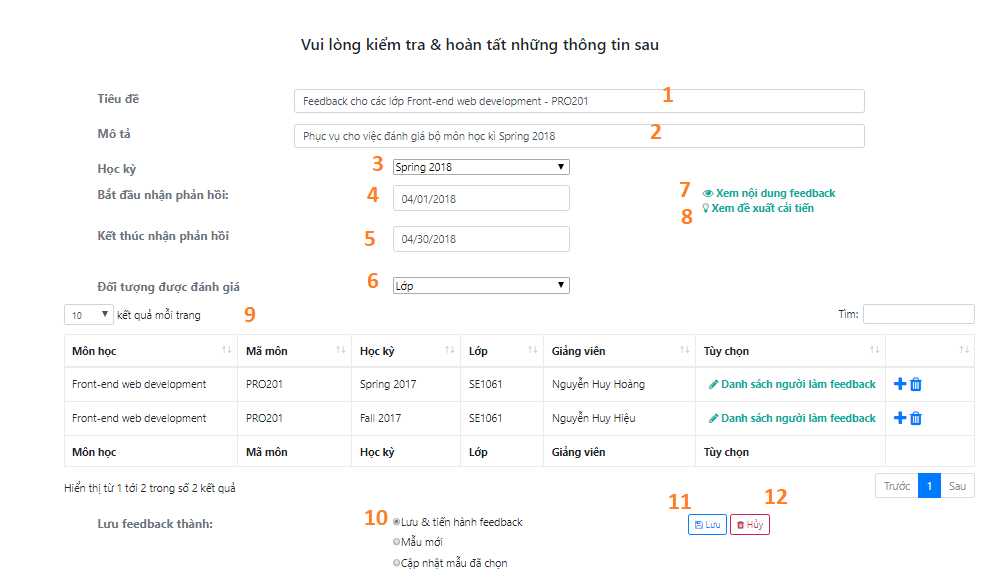 Vui lòng kiểm tra & hoàn tất những thông tin sau
Tiêu đề Feedback cho các lớp Front-end web development - PRO201 1
Mô tả Phục vụ cho việc đánh giá bộ môn học kì Spring 2018 2
Học kỳ 3 Spring 2018
Bắt đầu nhận phản hồi: 4 04/01/2018 7 Xem nội dung feedback
8 Xem đề xuất cải tiến
Kết thúc nhận phản hồi 5 04/30/2018
Đối tượng được đánh giá 6 Lớp
10 kết quả mỗi trang 9 Tìm:
Môn học Mã môn Học kỳ Lớp Giảng viên Tùy chọn
Front-end web development PRO201 Spring 2017 SE1061 Nguyễn Huy Hoàng Danh sách người làm feedback
Front-end web development PRO201 Fall 2017 SE1061 Nguyễn Huy Hiệu Danh sách người làm feedback
Môn học Mã môn Học kỳ Lớp Giảng viên Tùy chọn
Hiển thị từ 1 tới 2 trong số 2 kết quả Trước 1 Sau
Lưu feedback thành: 10 Lưu & tiến hành feedback 11 Lưu 12 Hủy
Mẫu mới
Cập nhật mẫu đã chọn